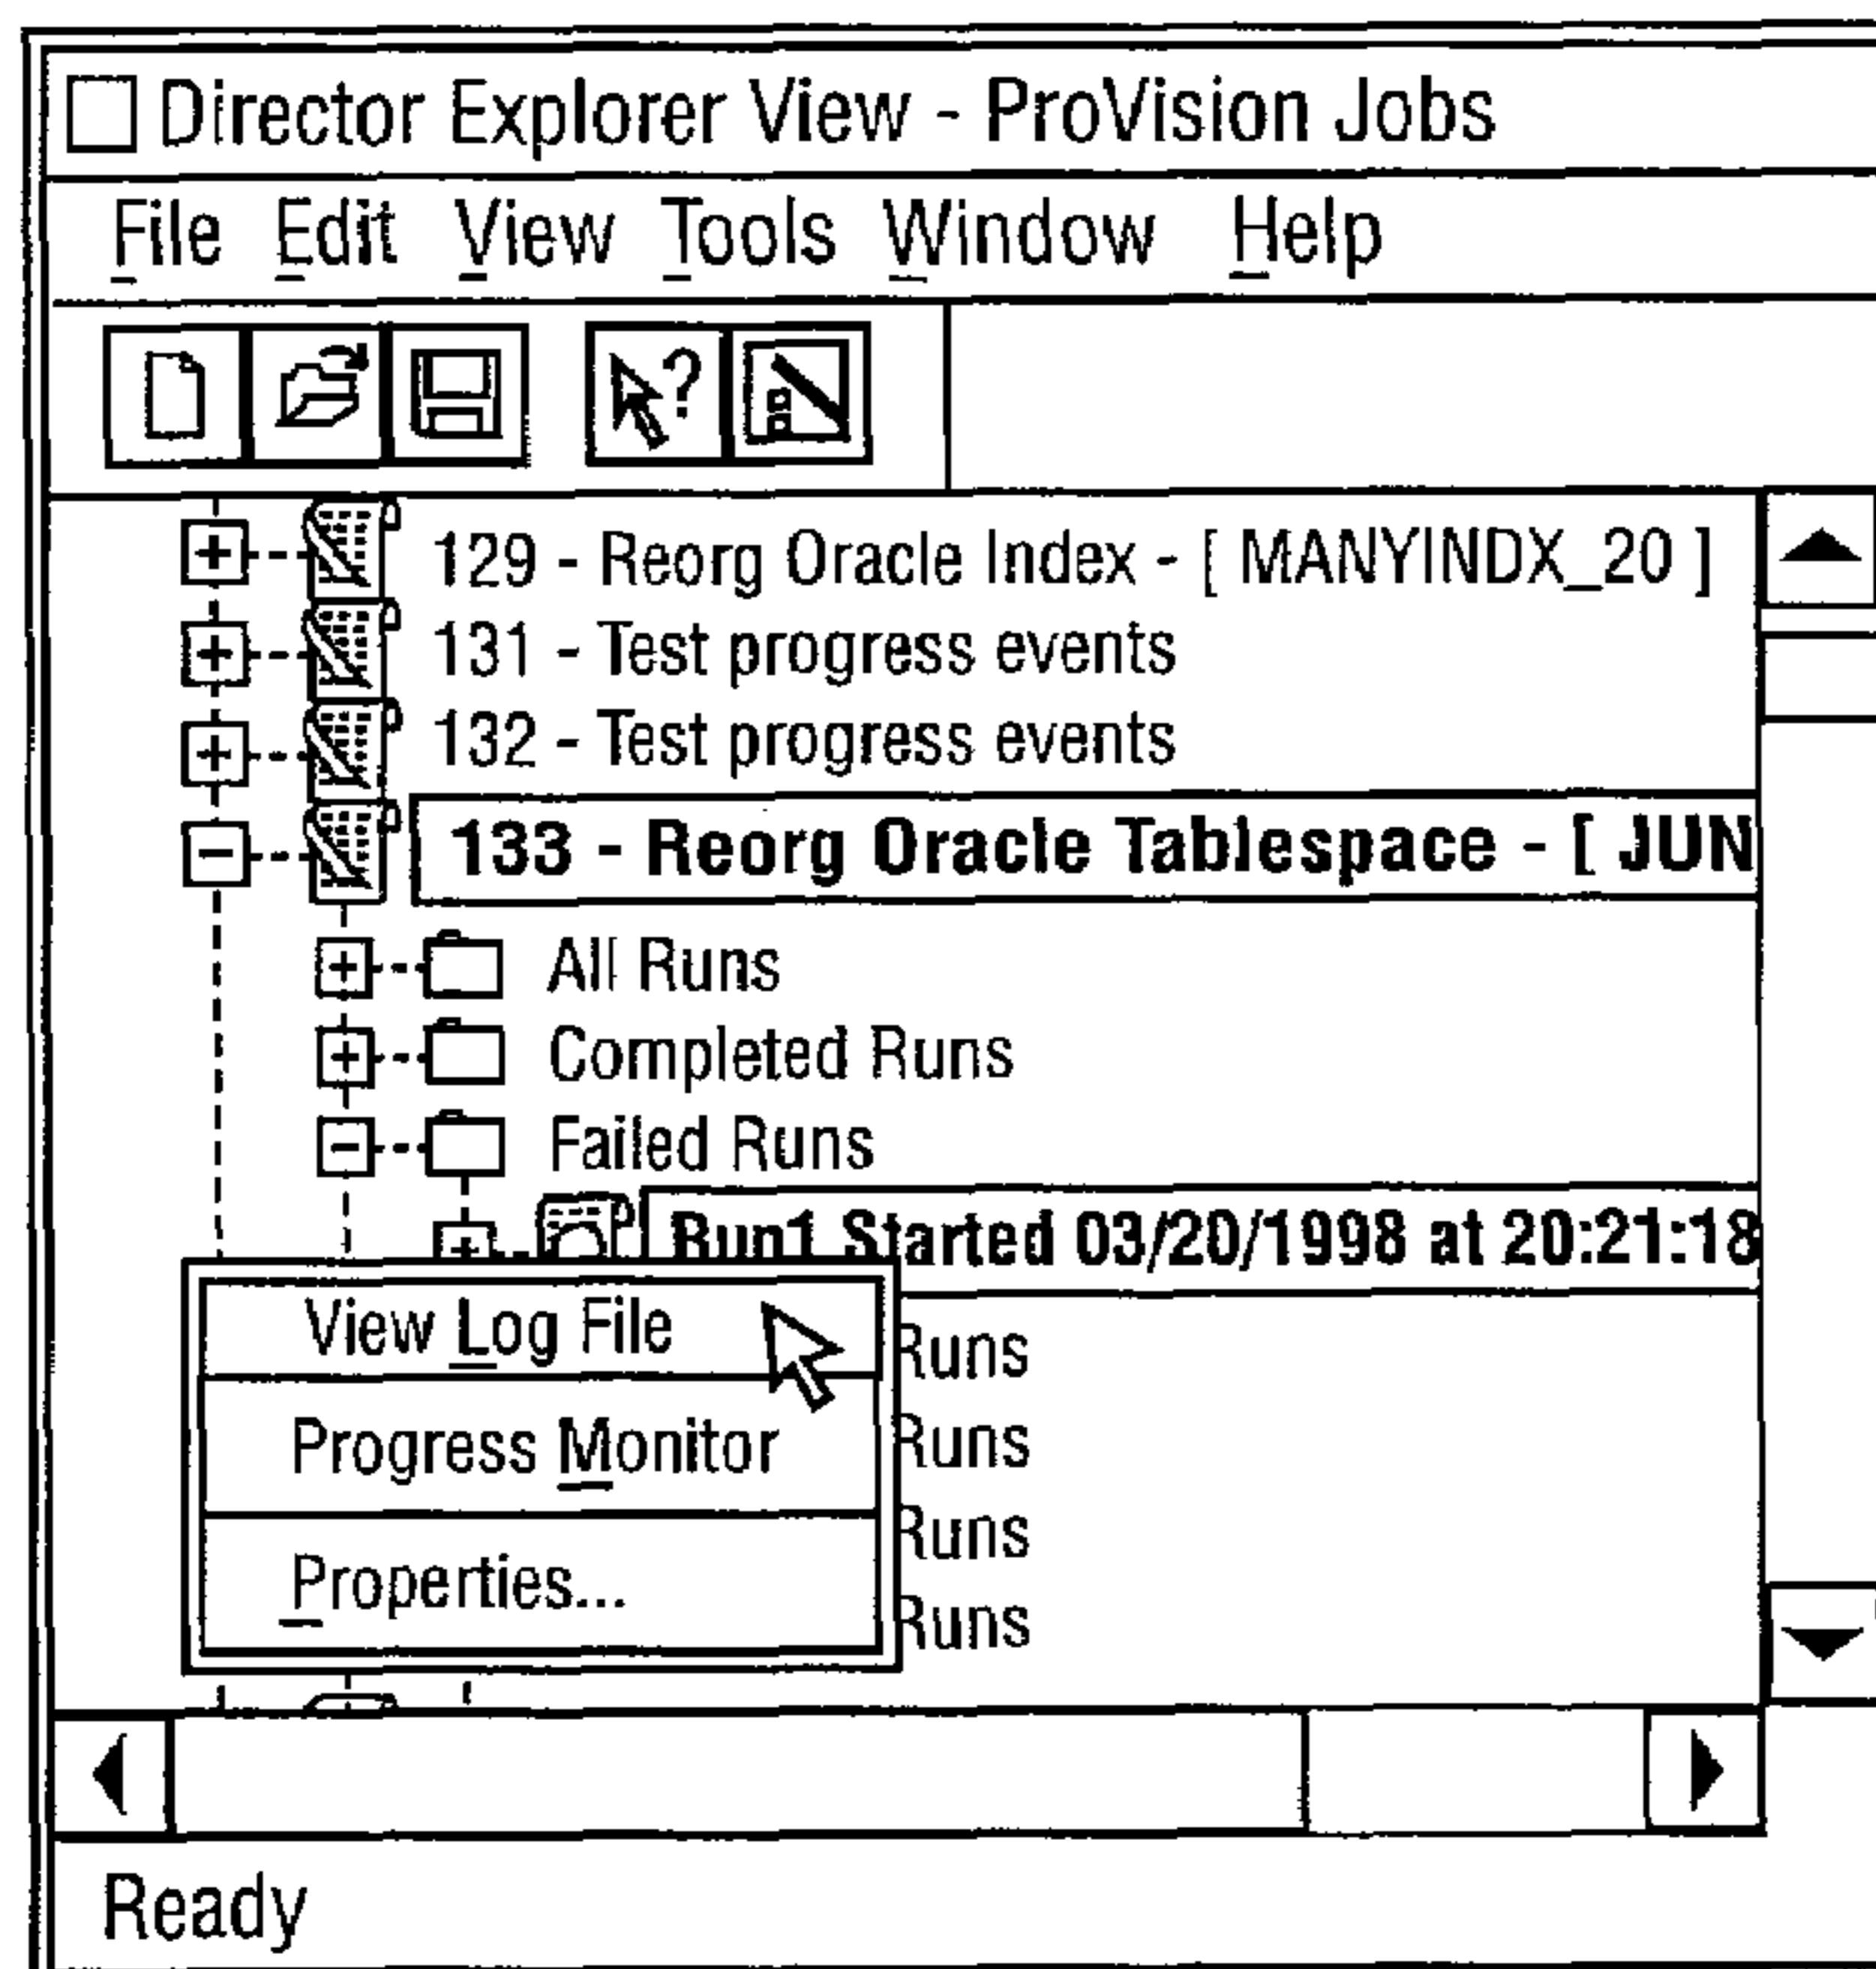 Director Explorer View - ProVision Jobs
File Edit View Tools Window Help
129 - Reorg Oracle Index - [ MANYINDX_20 ]
131 - Test progress events
132 - Test progress events
133 - Reorg Oracle Tablespace - [ JUN
All Runs
Completed Runs
Failed Runs
Run1 Started 03/20/1998 at 20:21:18
View Log File
Runs
Progress Monitor
Runs
Runs
Properties...
Runs
Ready